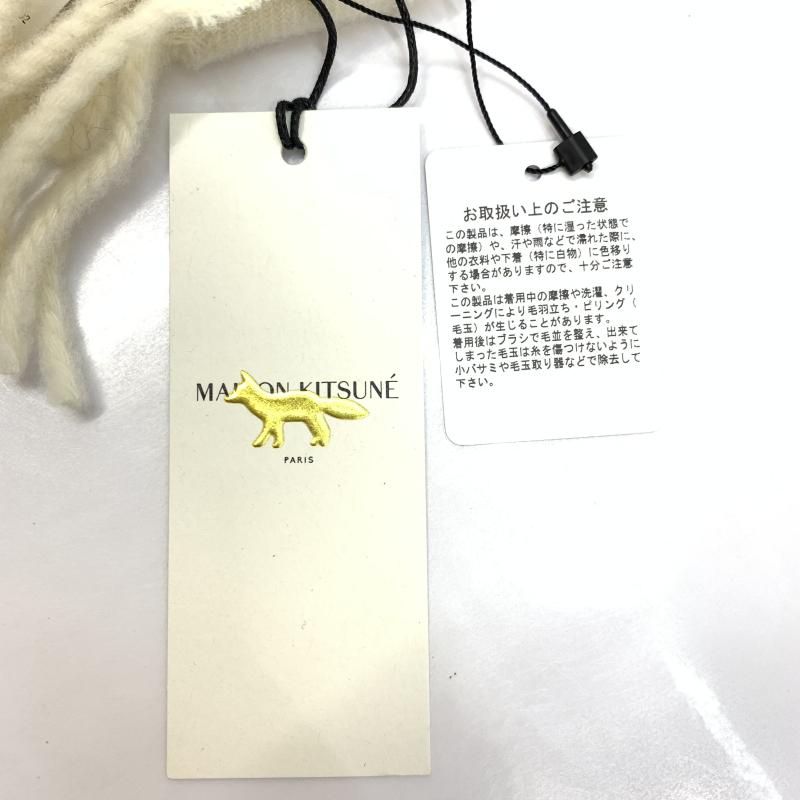 MAISON KITSUNÉ
PARIS
お取扱い上のご注意
この製品は、摩擦（特に湿った状態で
の摩擦）や、汗や雨などで濡れた際に、
他の衣料や下着（特に白物）に色移り
する場合がありますので、十分ご注意
下さい。
この製品は着用中の摩擦や洗濯、クリ
ーニングにより毛羽立ち・ピリング（
毛玉）が生じることがあります。
着用後はブラシで毛並を整え、出来て
しまった毛玉は糸を傷つけないように
小バサミや毛玉取り器などで除去して
下さい。